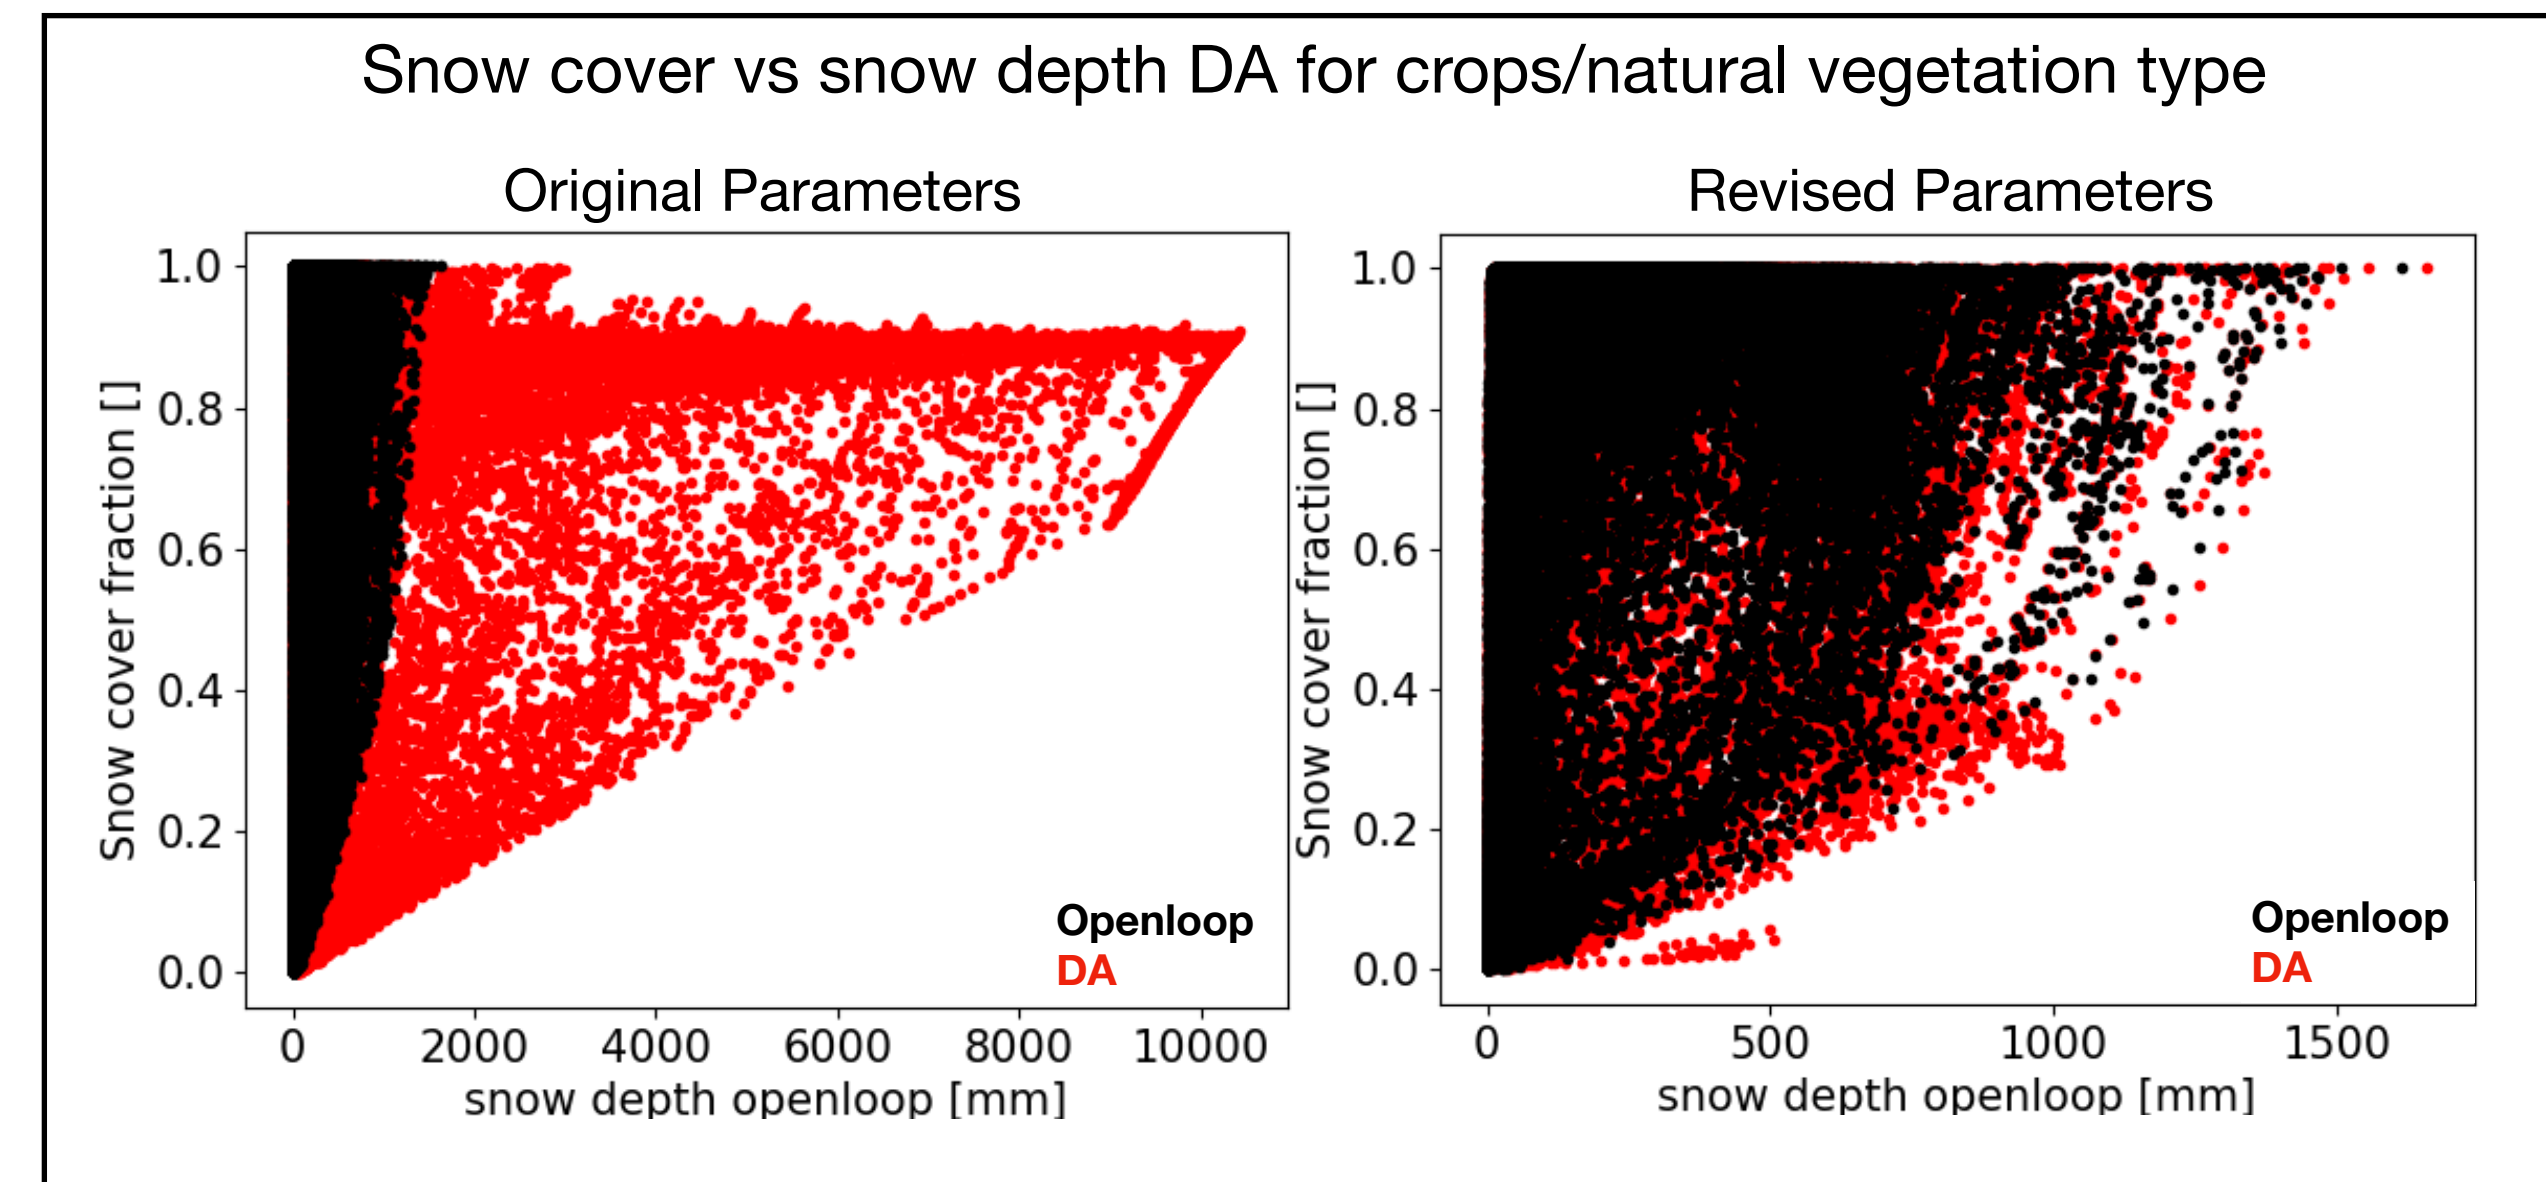 Snow cover vs snow depth DA for crops/natural vegetation type
Original Parameters
1.0
0.8
0.6
0.4
0.2
0.0
Snow cover fraction []
0 2000 4000 6000 8000 10000
snow depth openloop [mm]
Openloop
DA
Revised Parameters
1.0
0.8
0.6
0.4
0.2
0.0
Snow cover fraction []
0 500 1000 1500
snow depth openloop [mm]
Openloop
DA